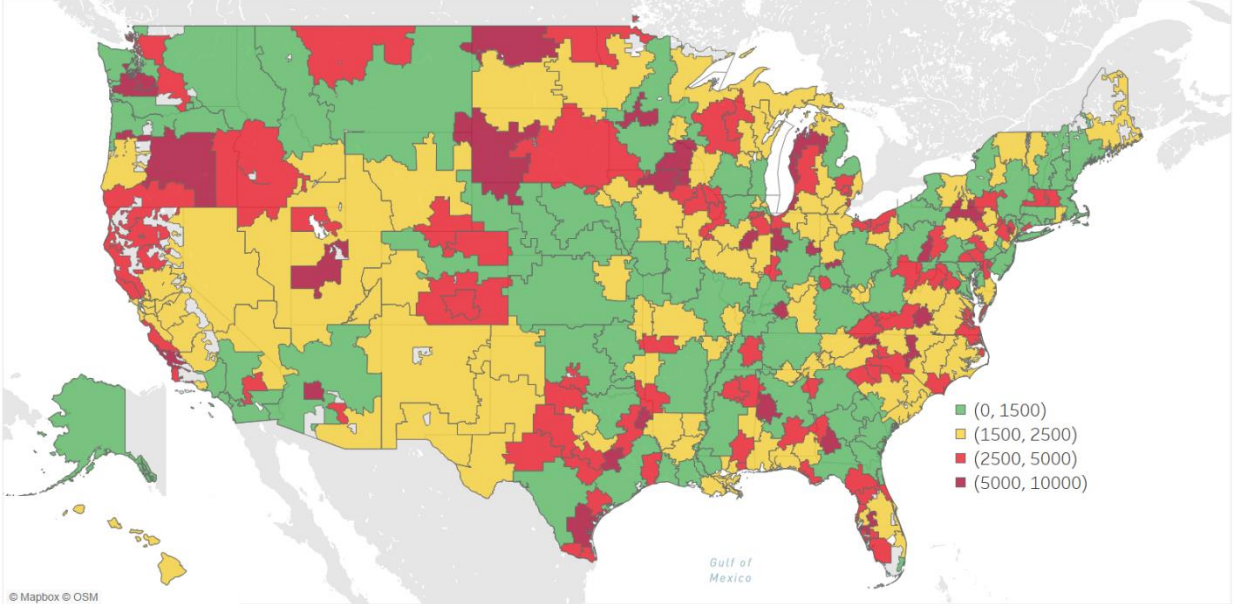 (0, 1500)
(1500, 2500)
(2500, 5000)
(5000, 10000)
Gulf of
Mexico
© Mapbox © OSM